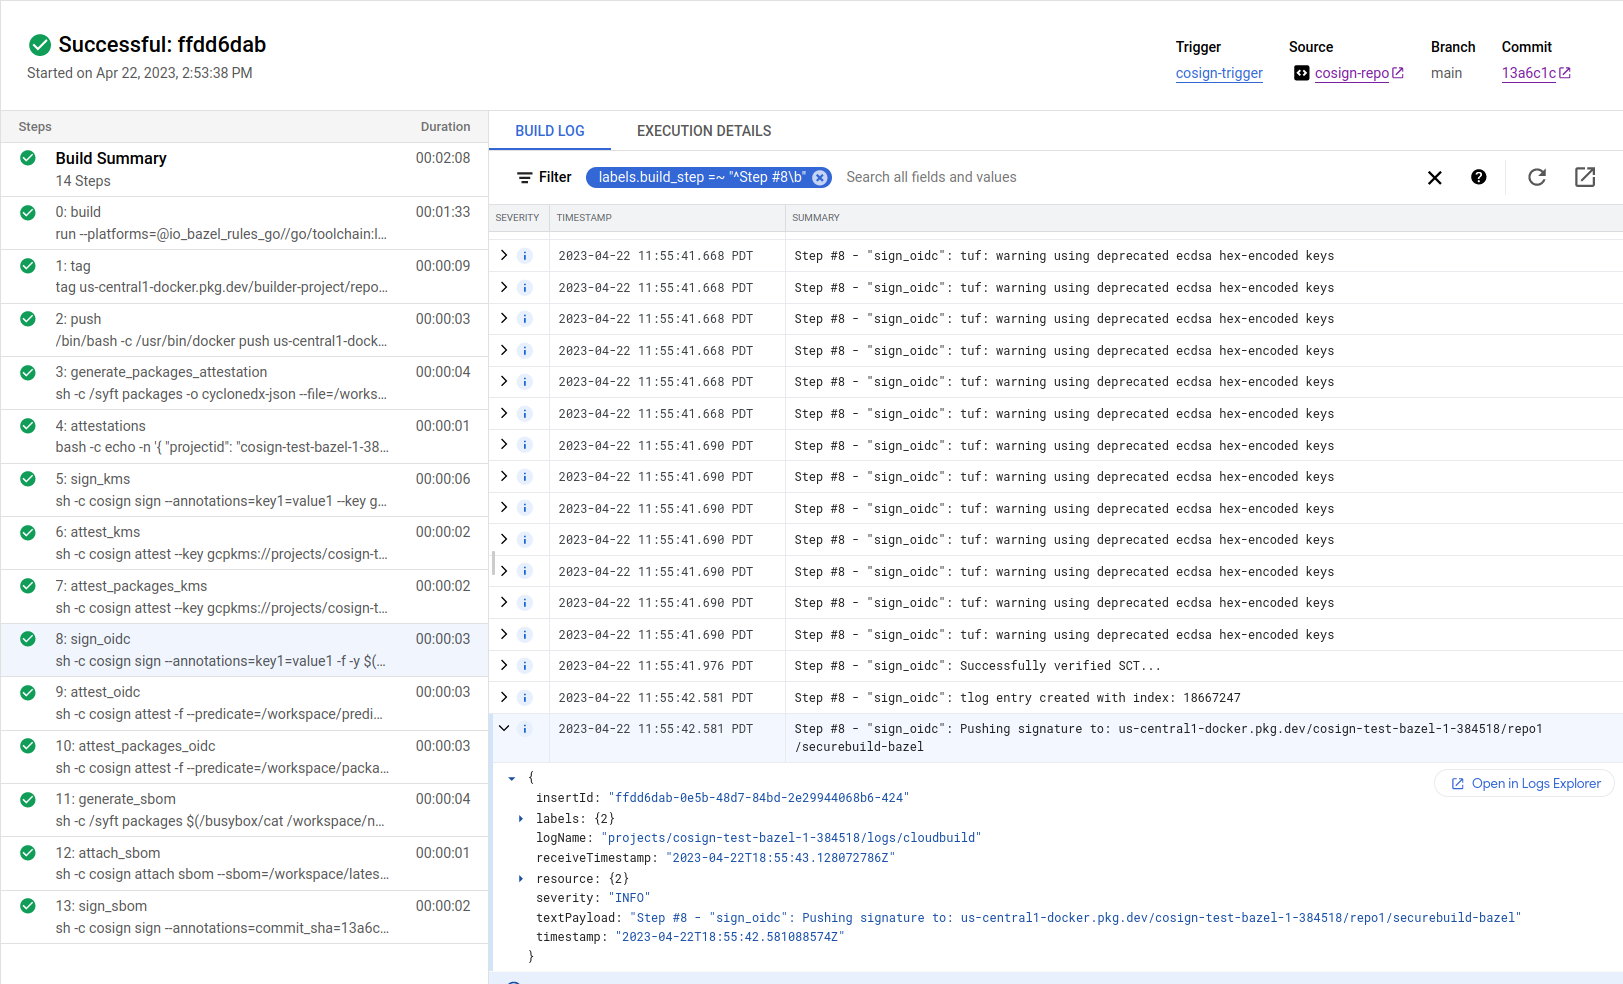 Successful: ffdd6dab
Started on Apr 22, 2023, 2:53:38 PM
Trigger
cosign-trigger
Source
cosign-repo
Branch
main
Commit
13a6c1c
Steps
Duration
Build Summary
00:02:08
14 Steps
0: build
00:01:33
run --platforms=@io_bazel_rules_go//go/toolchain:l...
1: tag
00:00:09
tag us-central1-docker.pkg.dev/builder-project/repo...
2: push
00:00:03
/bin/bash -c /usr/bin/docker push us-central1-dock...
3: generate_packages_attestation
00:00:04
sh -c /syft packages -o cyclonedx-json --file=/works...
4: attestations
00:00:01
bash -c echo -n '{ "projectid": "cosign-test-bazel-1-38...
5: sign_kms
00:00:06
sh -c cosign sign --annotations=key1=value1 --key g...
6: attest_kms
00:00:02
sh -c cosign attest --key gcpkms://projects/cosign-t...
7: attest_packages_kms
00:00:02
sh -c cosign attest --key gcpkms://projects/cosign-t...
8: sign_oidc
00:00:03
sh -c cosign sign --annotations=key1=value1 -f -y $(...
9: attest_oidc
00:00:03
sh -c cosign attest -f --predicate=/workspace/predi...
10: attest_packages_oidc
00:00:03
sh -c cosign attest -f --predicate=/workspace/packa...
11: generate_sbom
00:00:04
sh -c /syft packages $(/busybox/cat /workspace/n...
12: attach_sbom
00:00:01
sh -c cosign attach sbom --sbom=/workspace/lates...
13: sign_sbom
00:00:02
sh -c cosign sign --annotations=commit_sha=13a6c...
BUILD LOG
EXECUTION DETAILS
Filter
labels.build_step =~ "^Step #8\b"
Search all fields and values
SEVERITY
TIMESTAMP
SUMMARY
2023-04-22 11:55:41.668 PDT Step #8 - "sign_oidc": tuf: warning using deprecated ecdsa hex-encoded keys
2023-04-22 11:55:41.668 PDT Step #8 - "sign_oidc": tuf: warning using deprecated ecdsa hex-encoded keys
2023-04-22 11:55:41.668 PDT Step #8 - "sign_oidc": tuf: warning using deprecated ecdsa hex-encoded keys
2023-04-22 11:55:41.668 PDT Step #8 - "sign_oidc": tuf: warning using deprecated ecdsa hex-encoded keys
2023-04-22 11:55:41.668 PDT Step #8 - "sign_oidc": tuf: warning using deprecated ecdsa hex-encoded keys
2023-04-22 11:55:41.668 PDT Step #8 - "sign_oidc": tuf: warning using deprecated ecdsa hex-encoded keys
2023-04-22 11:55:41.690 PDT Step #8 - "sign_oidc": tuf: warning using deprecated ecdsa hex-encoded keys
2023-04-22 11:55:41.690 PDT Step #8 - "sign_oidc": tuf: warning using deprecated ecdsa hex-encoded keys
2023-04-22 11:55:41.690 PDT Step #8 - "sign_oidc": tuf: warning using deprecated ecdsa hex-encoded keys
2023-04-22 11:55:41.690 PDT Step #8 - "sign_oidc": tuf: warning using deprecated ecdsa hex-encoded keys
2023-04-22 11:55:41.690 PDT Step #8 - "sign_oidc": tuf: warning using deprecated ecdsa hex-encoded keys
2023-04-22 11:55:41.690 PDT Step #8 - "sign_oidc": tuf: warning using deprecated ecdsa hex-encoded keys
2023-04-22 11:55:41.690 PDT Step #8 - "sign_oidc": tuf: warning using deprecated ecdsa hex-encoded keys
2023-04-22 11:55:41.976 PDT Step #8 - "sign_oidc": Successfully verified SCT...
2023-04-22 11:55:42.581 PDT Step #8 - "sign_oidc": tlog entry created with index: 18667247
2023-04-22 11:55:42.581 PDT Step #8 - "sign_oidc": Pushing signature to: us-central1-docker.pkg.dev/cosign-test-bazel-1-384518/repo1
/securebuild-bazel
{
Open in Logs Explorer
insertId: "ffdd6dab-0e5b-48d7-84bd-2e29944068b6-424"
labels: {2}
logName: "projects/cosign-test-bazel-1-384518/logs/cloudbuild"
receiveTimestamp: "2023-04-22T18:55:43.128072786Z"
resource: {2}
severity: "INFO"
textPayload: "Step #8 - "sign_oidc": Pushing signature to: us-central1-docker.pkg.dev/cosign-test-bazel-1-384518/repo1/securebuild-bazel"
timestamp: "2023-04-22T18:55:42.581088574Z"
}